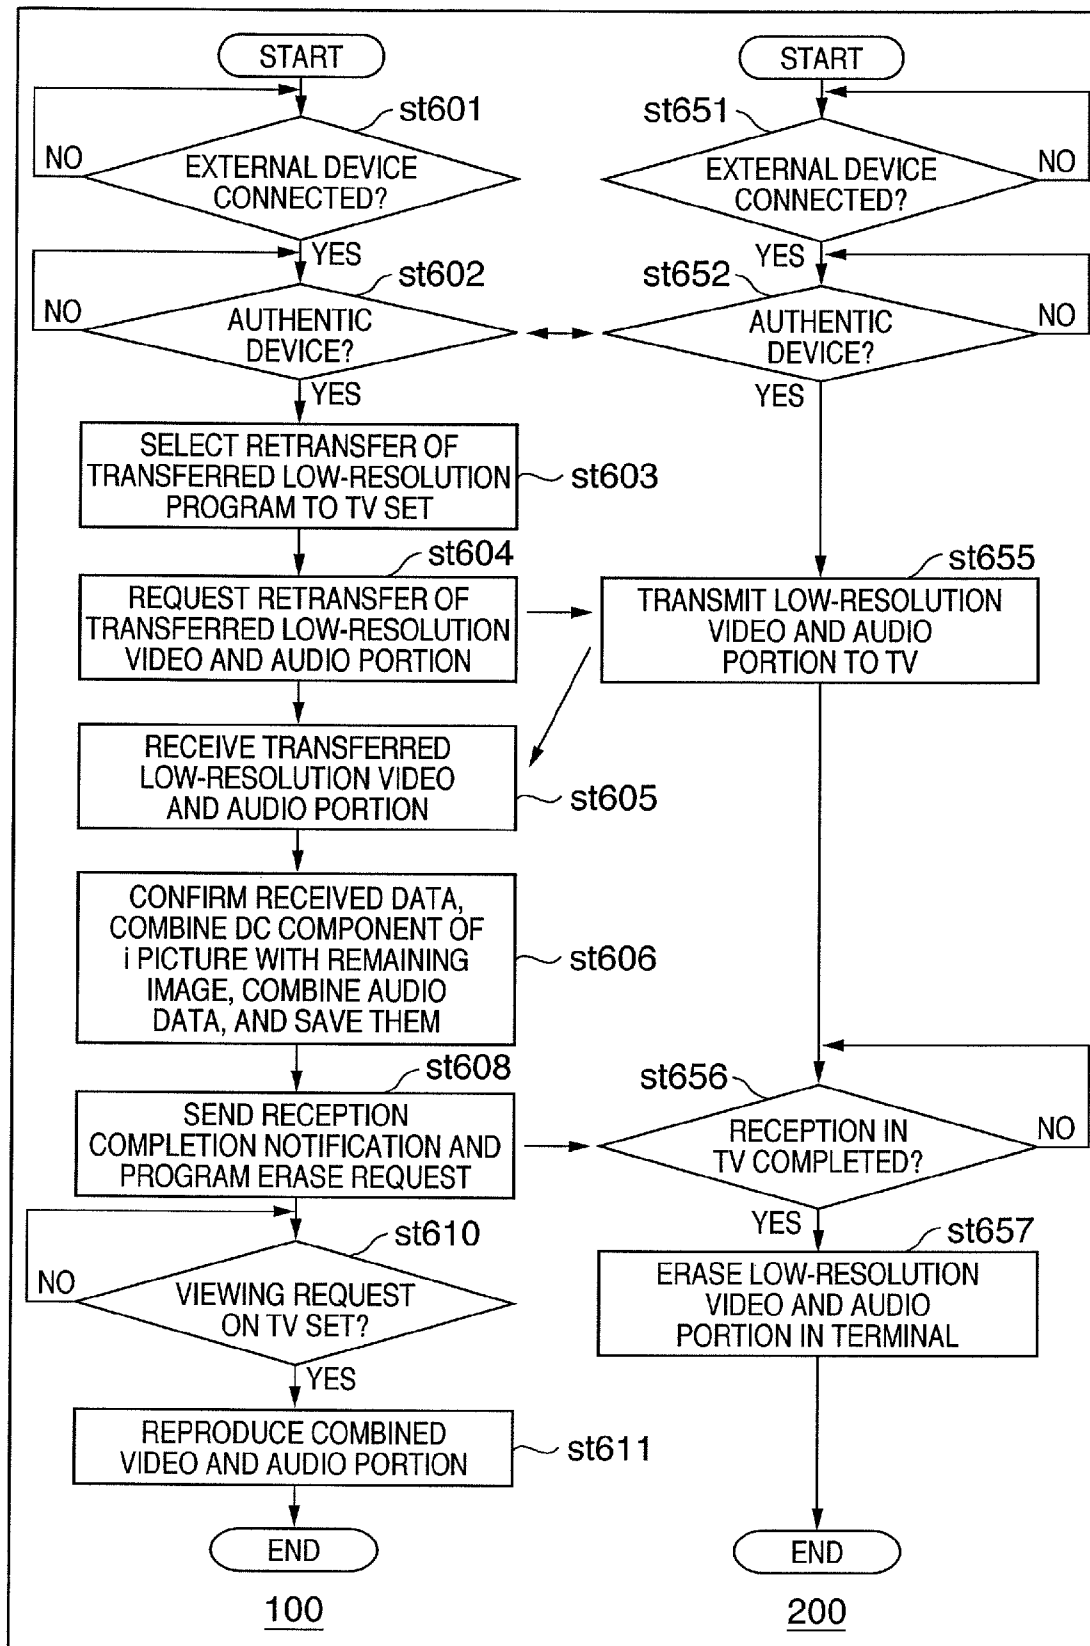 START
st601
NO
EXTERNAL DEVICE
CONNECTED?
YES
st602
NO
AUTHENTIC
DEVICE?
YES
SELECT RETRANSFER OF
TRANSFERRED LOW-RESOLUTION
PROGRAM TO TV SET
st603
st604
REQUEST RETRANSFER OF
TRANSFERRED LOW-RESOLUTION
VIDEO AND AUDIO PORTION
RECEIVE TRANSFERRED
LOW-RESOLUTION VIDEO
AND AUDIO PORTION
st605
CONFIRM RECEIVED DATA,
COMBINE DC COMPONENT OF
i PICTURE WITH REMAINING
IMAGE, COMBINE AUDIO
DATA, AND SAVE THEM
st606
st608
SEND RECEPTION
COMPLETION NOTIFICATION AND
PROGRAM ERASE REQUEST
st610
NO
VIEWING REQUEST
ON TV SET?
YES
REPRODUCE COMBINED
VIDEO AND AUDIO PORTION
st611
END
100
START
st651
NO
EXTERNAL DEVICE
CONNECTED?
YES
st652
NO
AUTHENTIC
DEVICE?
YES
st655
TRANSMIT LOW-RESOLUTION
VIDEO AND AUDIO
PORTION TO TV
st656
NO
RECEPTION IN
TV COMPLETED?
YES
st657
ERASE LOW-RESOLUTION
VIDEO AND AUDIO
PORTION IN TERMINAL
END
200